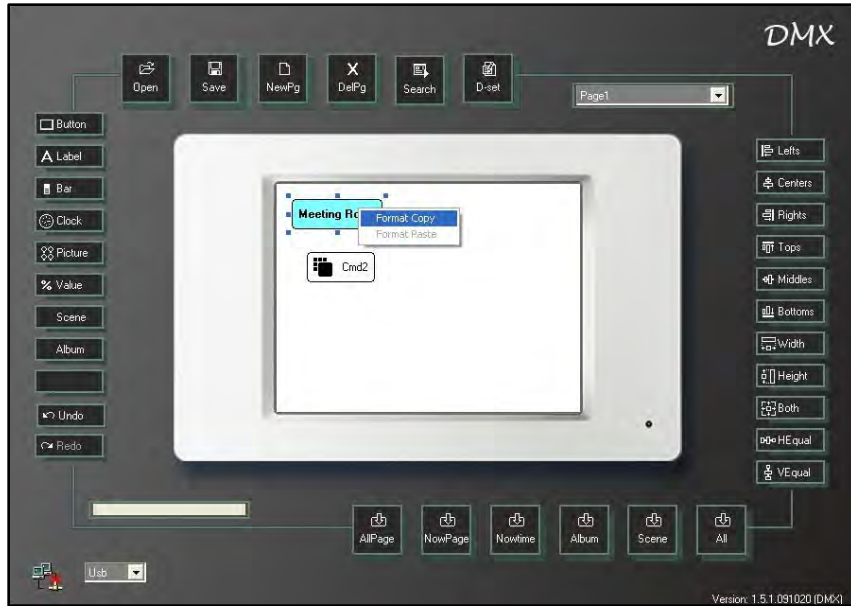 DMX
Open
Save
NewPg
DelPg
Search
D-set
Page1
Button
Label
Bar
Clock
Picture
% Value
Scene
Album
Undo
Redo
Meeting Ro
Format Copy
Format Paste
Cmd2
Lefts
Centers
Rights
Tops
Middles
Bottoms
Width
Height
Both
HEqual
VEqual
AllPage
NowPage
Nowtime
Album
Scene
All
Usb
Version: 1.5.1.091020 (DMX)